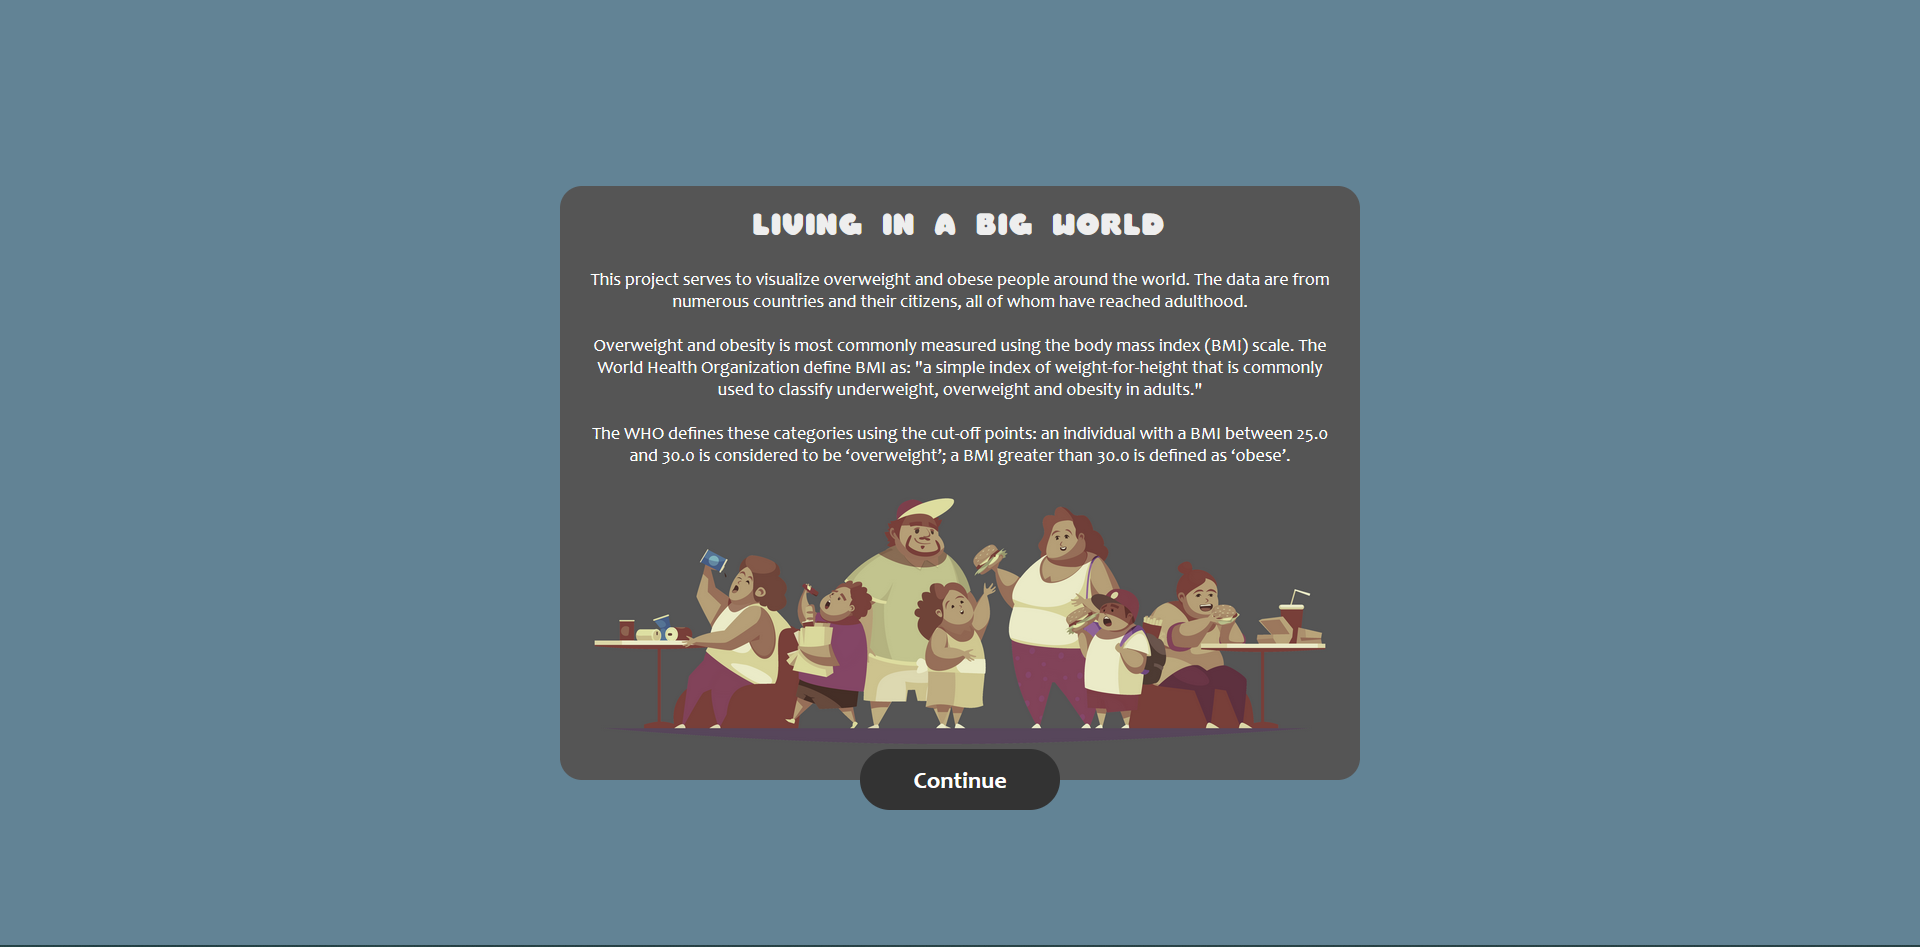 LIVING IN A BIG WORLD
This project serves to visualize overweight and obese people around the world. The data are from
numerous countries and their citizens, all of whom have reached adulthood.
Overweight and obesity is most commonly measured using the body mass index (BMI) scale. The
World Health Organization define BMI as: "a simple index of weight-for-height that is commonly
used to classify underweight, overweight and obesity in adults."
The WHO defines these categories using the cut-off points: an individual with a BMI between 25.0
and 30.0 is considered to be ‘overweight’; a BMI greater than 30.0 is defined as ‘obese’.
Continue